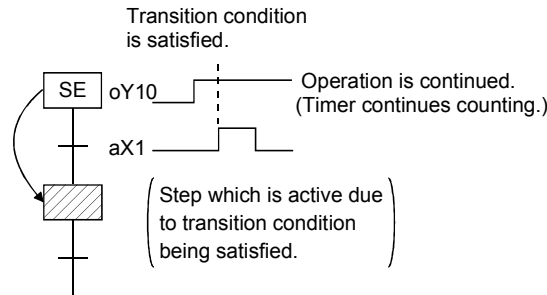 Transition condition
is satisfied.
SE
oY10
Operation is continued.
(Timer continues counting.)
aX1
Step which is active due
to transition condition
being satisfied.